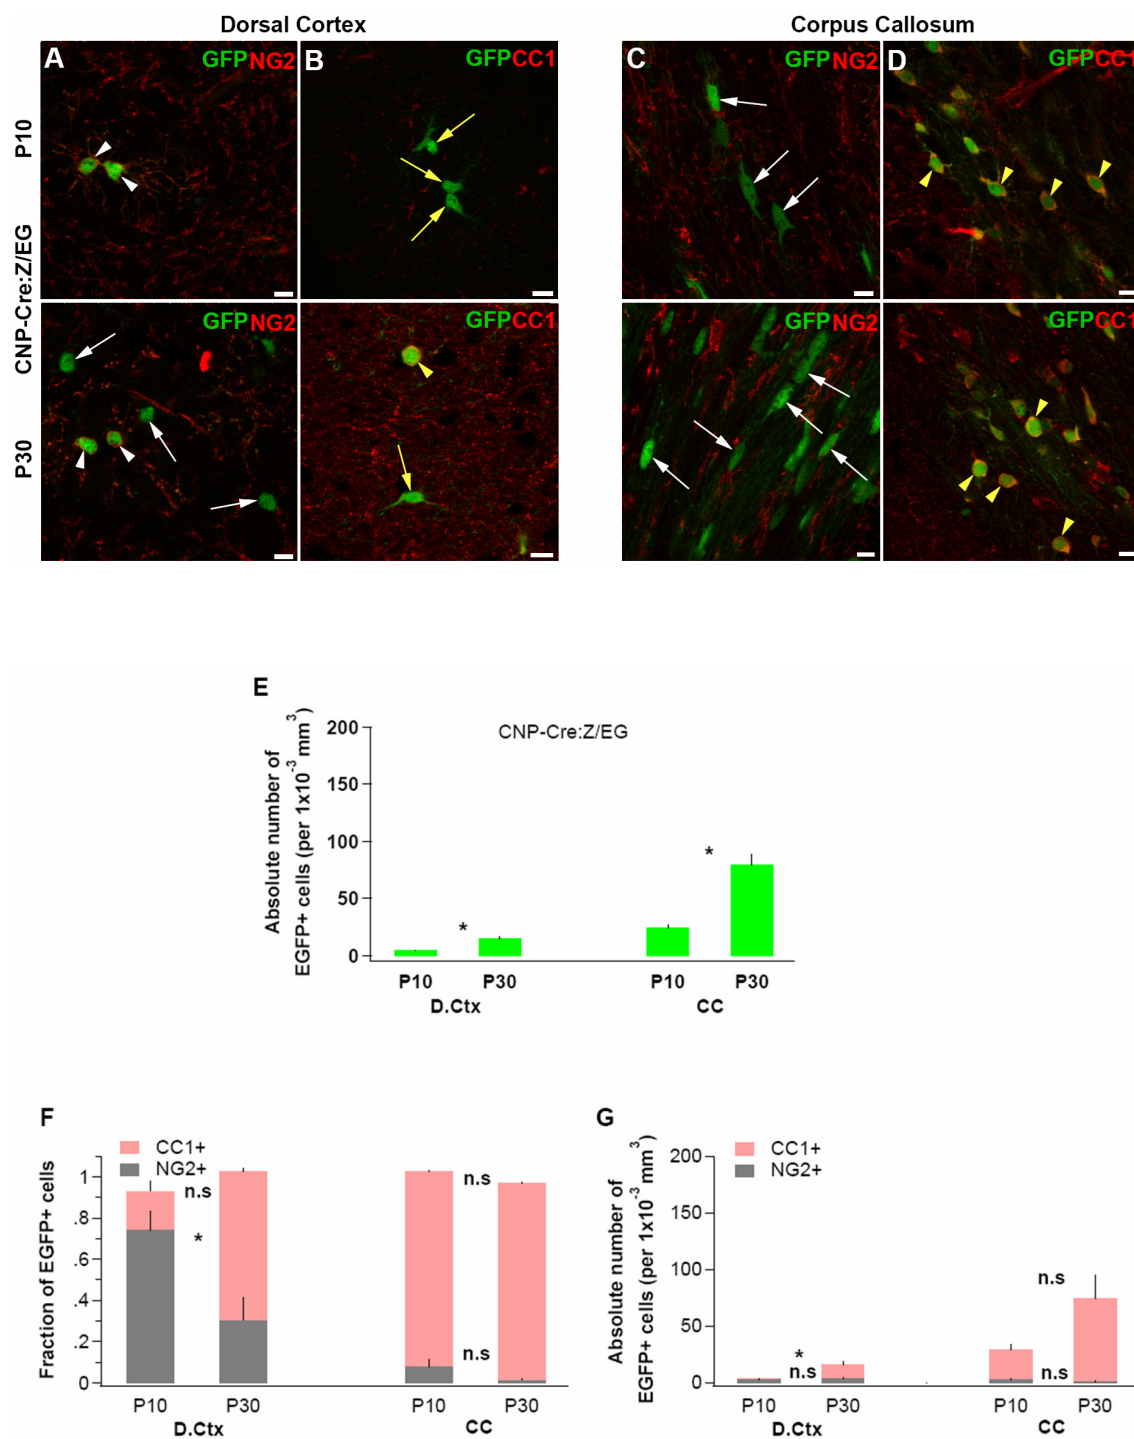 Dorsal Cortex
Corpus Callosum
A
GFPNG2
B
GFPCC1
C
GFPNG2
D
GFPCC1
P10
CNP-Cre:Z/EG
P30
GFPNG2
GFPCC1
GFPNG2
GFPCC1
E
CNP-Cre:Z/EG
Absolute number of
EGFP+ cells (per 1x10-3 mm3)
200
150
100
50
0
*
*
P10 P30 P10 P30
D.Ctx CC
F
CC1+
NG2+
Fraction of EGFP+ cells
1
.8
.6
.4
.2
0
n.s
*
n.s
n.s
P10 P30 P10 P30
D.Ctx CC
G
CC1+
NG2+
Absolute number of
EGFP+ cells (per 1x10-3 mm3)
200
150
100
50
0
*
n.s
n.s
n.s
P10 P30 P10 P30
D.Ctx CC